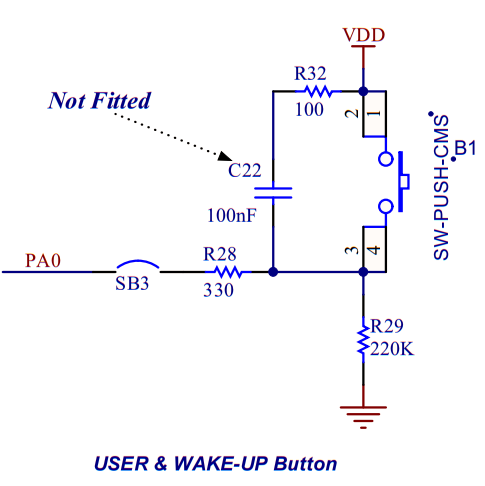 VDD
R32
100
Not Fitted
2
1
C22
100nF
SW-PUSH-CMS
B1
3
4
PA0
SB3
R28
330
R29
220K
USER & WAKE-UP Button